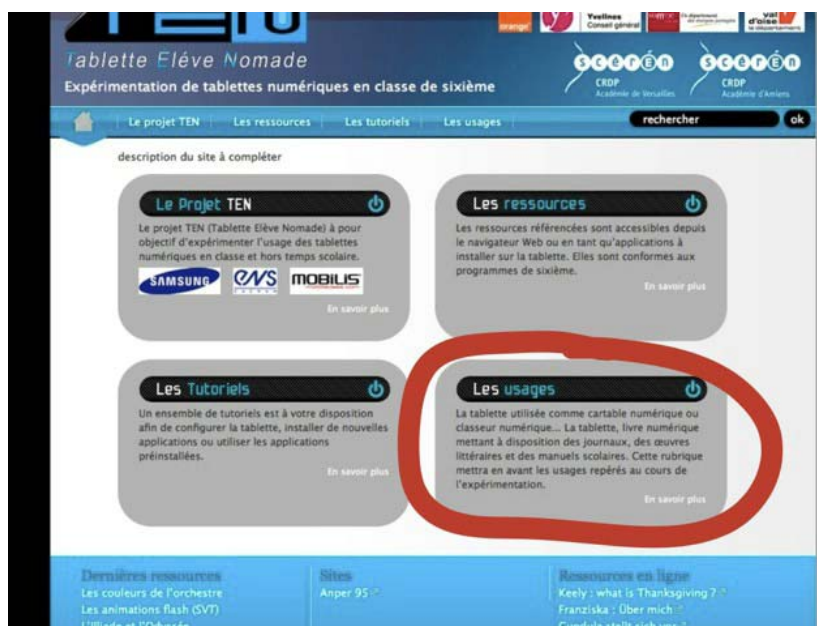 TEN
orange
Yvelines
Conseil général
val
d'oise
le département
Tablette Eléve Nomade
Expérimentation de tablettes numériques en classe de sixième
scérén
CRDP
Académie de Versailles
scérén
CRDP
Académie d'Amiens
Le projet TEN
Les ressources
Les tutoriels
Les usages
rechercher
ok
description du site à compléter
Le Projet TEN
Le projet TEN (Tablette Elève Nomade) à pour
objectif d'expérimenter l'usage des tablettes
numériques en classe et hors temps scolaire.
SAMSUNG
ENS
MOBILIS
En savoir plus
Les ressources
Les ressources référencées sont accessibles depuis
le navigateur Web ou en tant qu'applications à
installer sur la tablette. Elles sont conformes aux
programmes de sixième.
En savoir plus
Les Tutoriels
Un ensemble de tutoriels est à votre disposition
afin de configurer la tablette, installer de nouvelles
applications ou utiliser les applications
préinstallées.
En savoir plus
Les usages
La tablette utilisée comme cartable numérique ou
classeur numérique... La tablette, livre numérique
mettant à disposition des journaux, des œuvres
littéraires et des manuels scolaires. Cette rubrique
mettra en avant les usages repérés au cours de
l'expérimentation.
En savoir plus
Dernières ressources
Les couleurs de l'orchestre
Les animations flash (SVT)
L'Iliade et l'Odyssée
Sites
Anper 95
Ressources en ligne
Keely : what is Thanksgiving ?
Franziska : Über mich